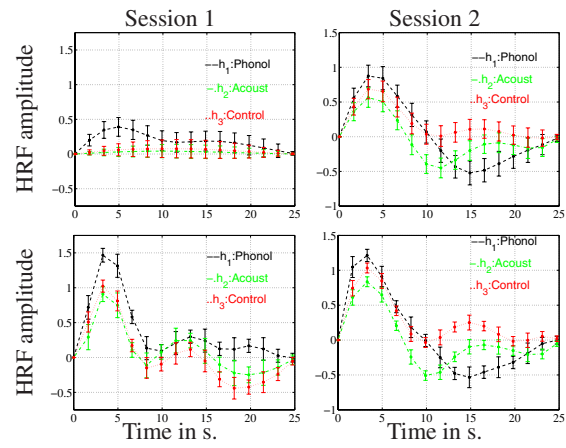 Session 1
Session 2
HRF amplitude
1.5
1
0.5
0
−0.5
--h1:Phonol
-.h2:Acoust
..h3:Control
0 5 10 15 20 25
1.5
1
0.5
0
−0.5
--h1:Phonol
-.h2:Acoust
..h3:Control
0 5 10 15 20 25
HRF amplitude
1.5
1
0.5
0
-0.5
--h1:Phonol
-.h2:Acoust
..h3:Control
0 5 10 15 20 25
Time in s.
1
0.5
0
-0.5
-1
--h1:Phonol
-.h2:Acoust
..h3:Control
0 5 10 15 20 25
Time in s.